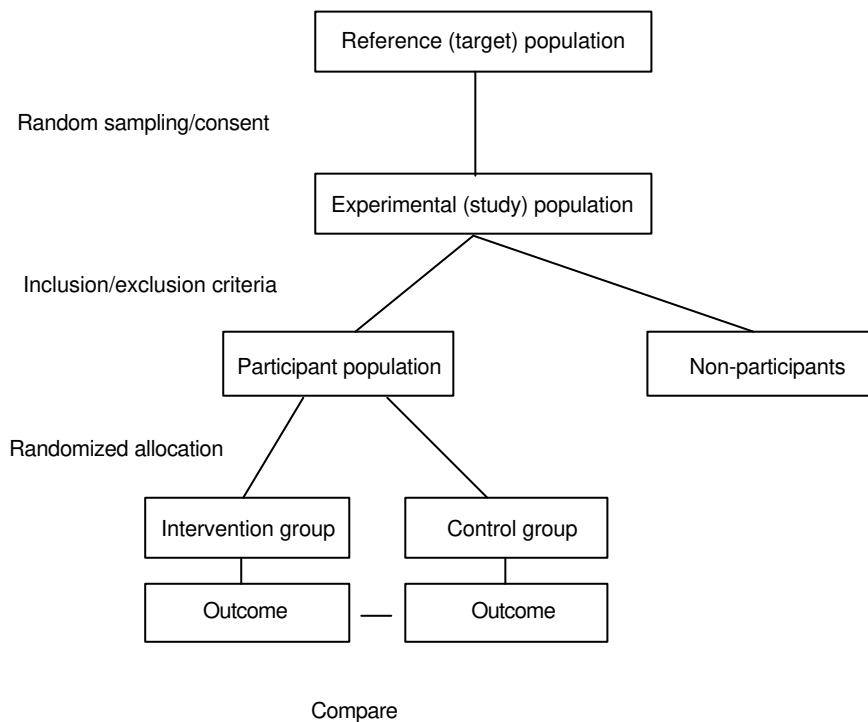 Reference (target) population
Random sampling/consent
Experimental (study) population
Inclusion/exclusion criteria
Participant population
Non-participants
Randomized allocation
Intervention group
Control group
Outcome
Outcome
Compare